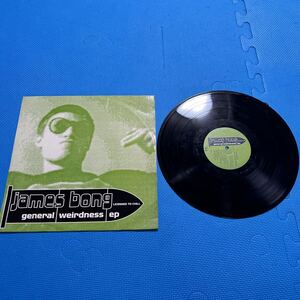 james bong
LICENSED TO CHILL
general weirdness ep